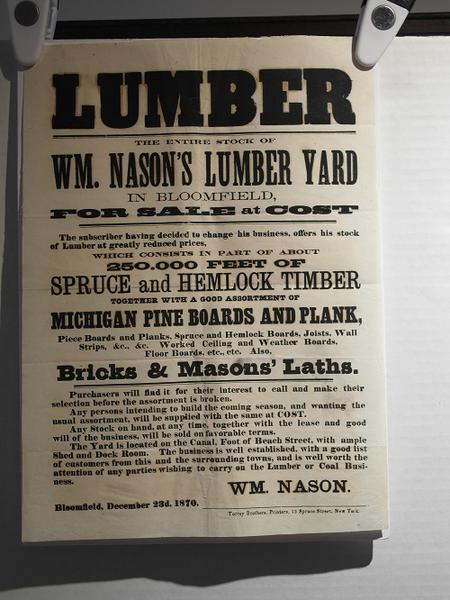 LUMBER
THE ENTIRE STOCK OF
WM. NASON'S LUMBER YARD
IN BLOOMFIELD,
FOR SALE at COST
The subscriber having decided to change his business, offers his stock
of Lumber at greatly reduced prices,
WHICH CONSISTS IN PART OF ABOUT
250.000 FEET OF
SPRUCE and HEMLOCK TIMBER
TOGETHER WITH A GOOD ASSORTMENT OF
MICHIGAN PINE BOARDS AND PLANK,
Piece Boards and Planks, Spruce and Hemlock Boards, Joists, Wall
Strips, &c., &c. Worked Ceiling and Weather Boards,
Floor Boards, etc., etc. Also,
Bricks & Masons' Laths.
Purchasers will find it for their interest to call and make their
selection before the assortment is broken.
Any persons intending to build the coming season, and wanting the
usual assortment, will be supplied with the same at COST.
Any Stock on hand, at any time, together with the lease and good
will of the business, will be sold on favorable terms.
The Yard is located on the Canal, Foot of Beach Street, with ample
Shed and Dock Room. The business is well established, with a good list
of customers from this and the surrounding towns, and is well worth the
attention of any parties wishing to carry on the Lumber or Coal Busi-
ness.
WM. NASON.
Bloomfield, December 23d. 1870.
Torrey Brothers, Printers, 13 Spruce Street, New York.